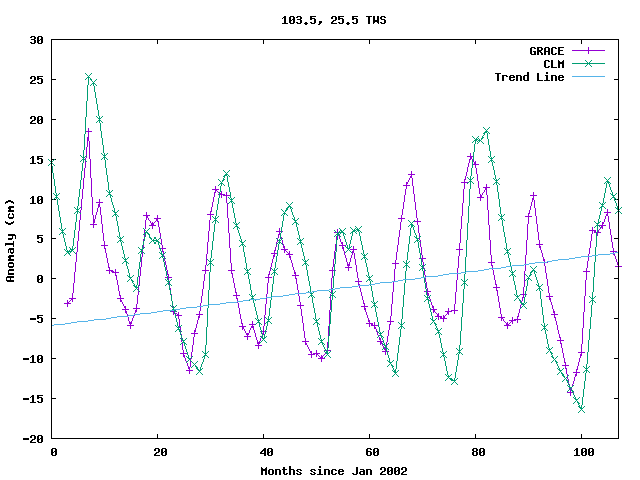 103.5, 25.5 TWS
GRACE
CLM
Trend Line
30
25
20
15
10
5
0
-5
-10
-15
-20
Anomaly (cm)
0 20 40 60 80 100
Months since Jan 2002